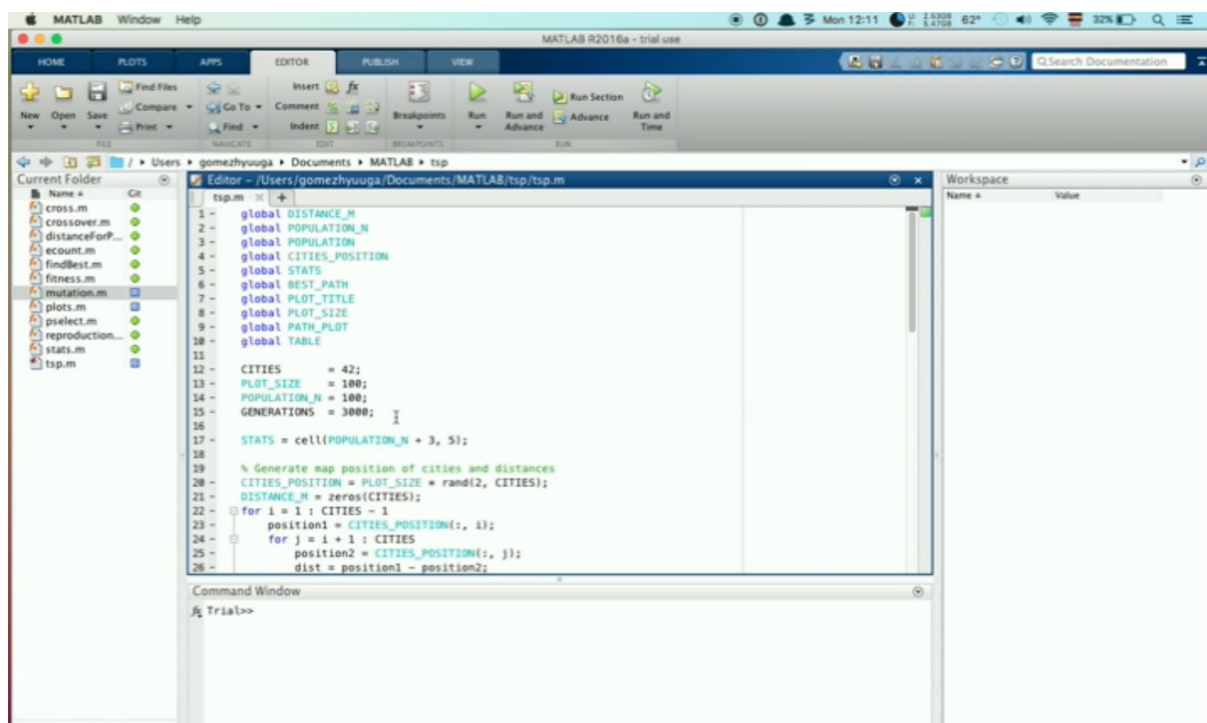 MATLAB Window Help Mon 12:11 62° 32%
MATLAB R2016a - trial use
HOME PLOTS APPS EDITOR PUBLISH VIEW Search Documentation
New Open Save Find Files Compare Print Go To Find Insert fx Comment Indent Breakpoints Run Run and Advance Run Section Advance Run and Time
FILE NAVIGATE EDIT BREAKPOINTS RUN
/ Users gomezhyuuga Documents MATLAB tsp
Current Folder
Name Git
cross.m
crossover.m
distanceForP...
ecount.m
findBest.m
fitness.m
mutation.m
plots.m
pselect.m
reproduction...
stats.m
tsp.m
Editor - /Users/gomezhyuuga/Documents/MATLAB/tsp/tsp.m
tsp.m
1 - global DISTANCE_M
2 - global POPULATION_N
3 - global POPULATION
4 - global CITIES_POSITION
5 - global STATS
6 - global BEST_PATH
7 - global PLOT_TITLE
8 - global PLOT_SIZE
9 - global PATH_PLOT
10 - global TABLE
11
12 - CITIES = 42;
13 - PLOT_SIZE = 100;
14 - POPULATION_N = 100;
15 - GENERATIONS = 3000;
16
17 - STATS = cell(POPULATION_N + 3, 5);
18
19 % Generate map position of cities and distances
20 - CITIES_POSITION = PLOT_SIZE * rand(2, CITIES);
21 - DISTANCE_M = zeros(CITIES);
22 - for i = 1 : CITIES - 1
23 - position1 = CITIES_POSITION(:, i);
24 - for j = i + 1 : CITIES
25 - position2 = CITIES_POSITION(:, j);
26 - dist = position1 - position2;
Command Window
fx Trial>>
Workspace
Name Value